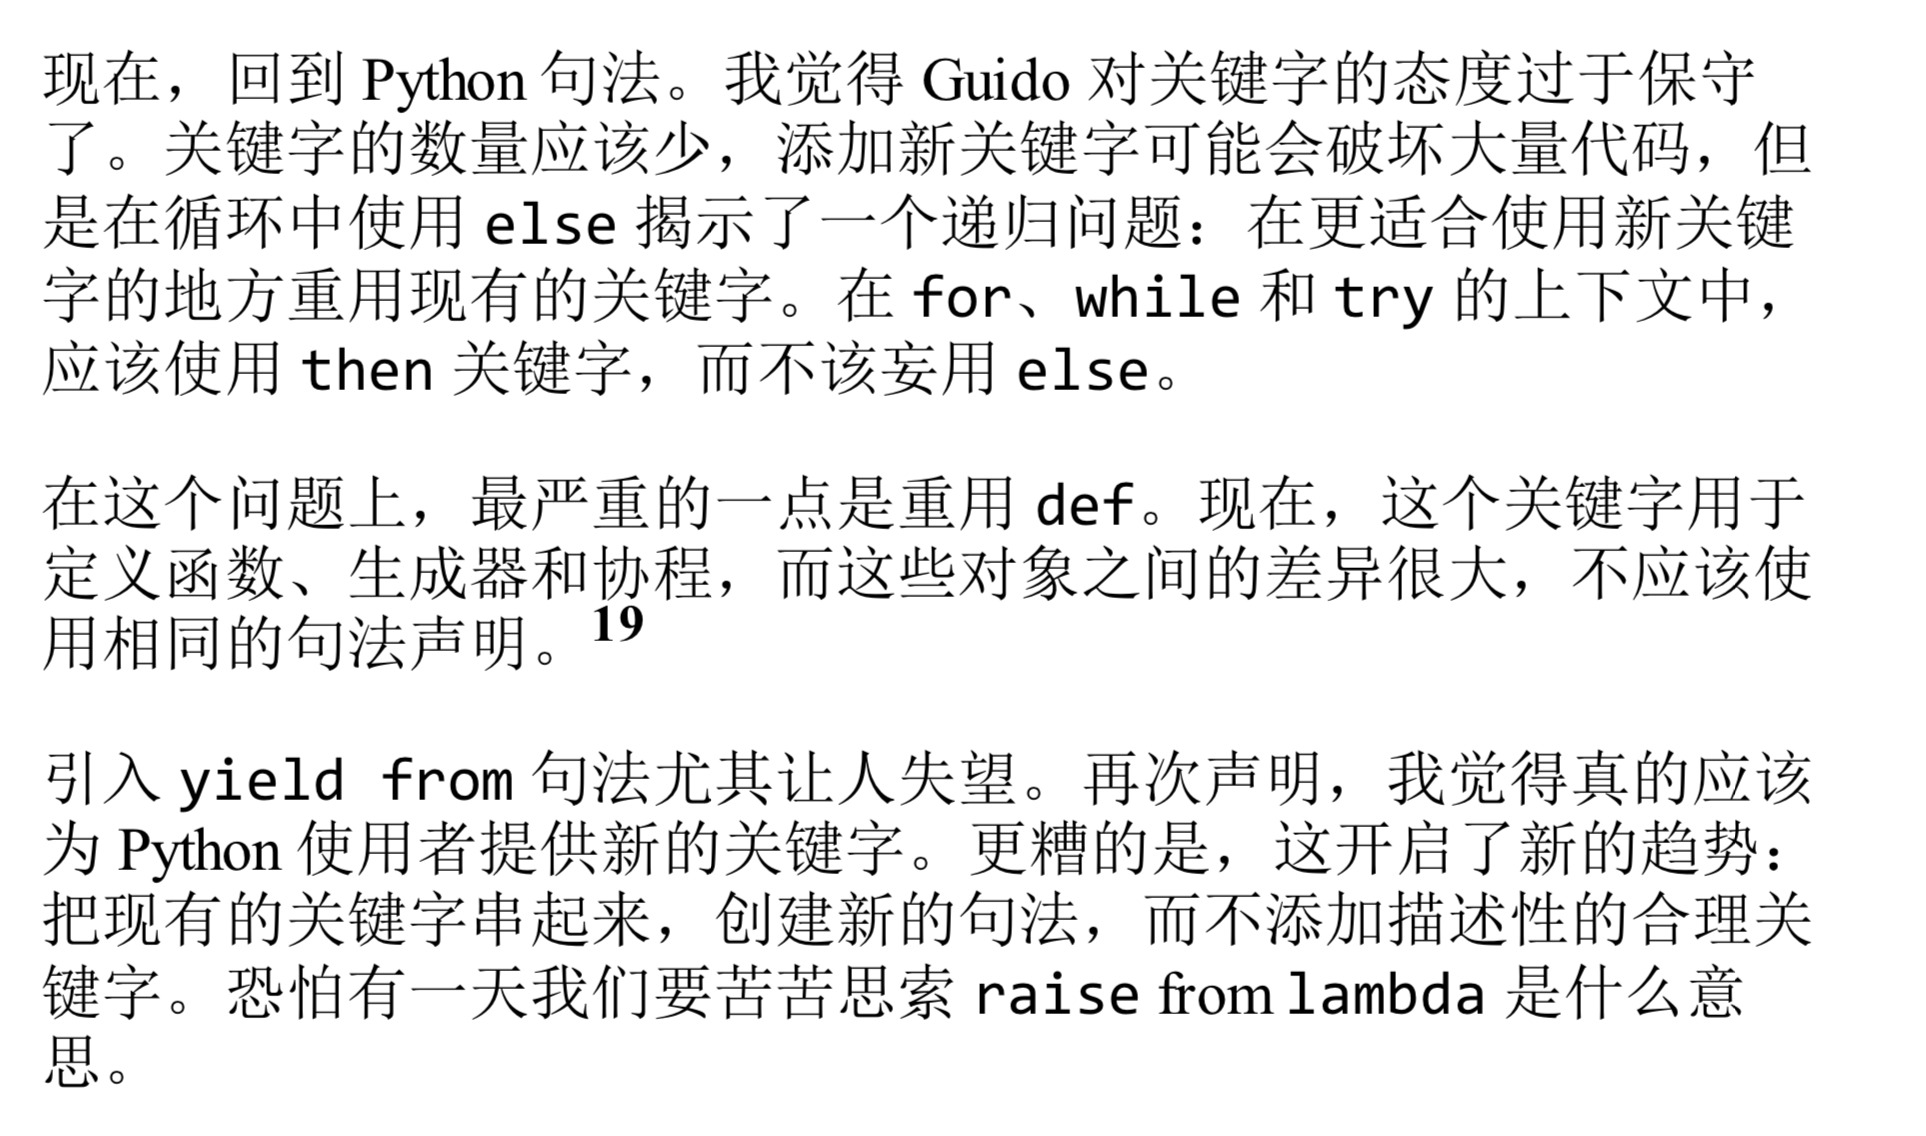 现在，回到 Python 句法。我觉得 Guido 对关键字的态度过于保守
了。关键字的数量应该少，添加新关键字可能会破坏大量代码，但
是在循环中使用 else 揭示了一个递归问题：在更适合使用新关键
字的地方重用现有的关键字。在 for、while 和 try 的上下文中，
应该使用 then 关键字，而不该妄用 else。
在这个问题上，最严重的一点是重用 def。现在，这个关键字用于
定义函数、生成器和协程，而这些对象之间的差异很大，不应该使
用相同的句法声明。19
引入 yield from 句法尤其让人失望。再次声明，我觉得真的应该
为 Python 使用者提供新的关键字。更糟的是，这开启了新的趋势：
把现有的关键字串起来，创建新的句法，而不添加描述性的合理关
键字。恐怕有一天我们要苦苦思索 raise from lambda 是什么意
思。